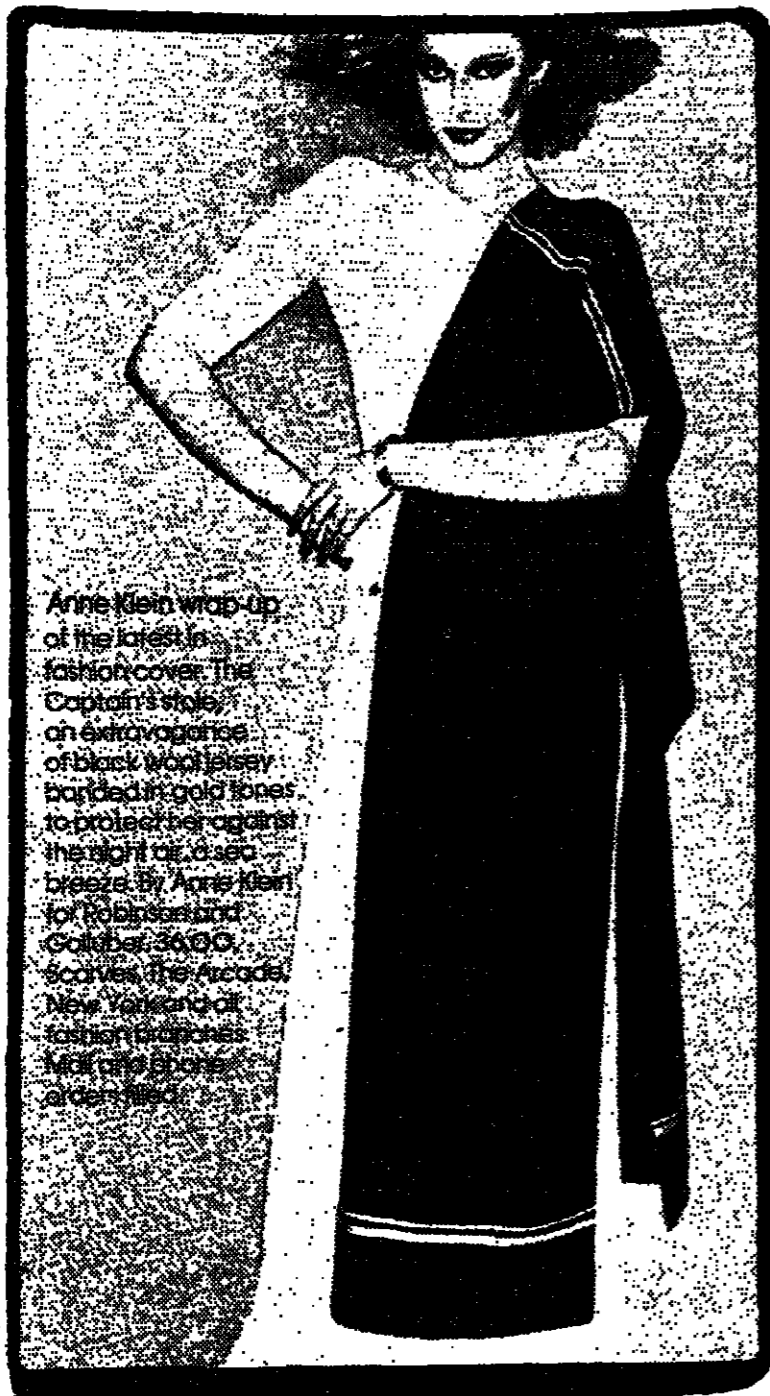 Anne Klein wrap-up
of the latest in
fashion cover. The
Captain's stole,
an extravagance
of black wool jersey
banded in gold tones
to protect her against
the night air, a sea
breeze. By Anne Klein
for Robinson and
Golluber. 36.00.
Scarves, The Arcade,
New York and all
fashion branches.
Mail and phone
orders filled.